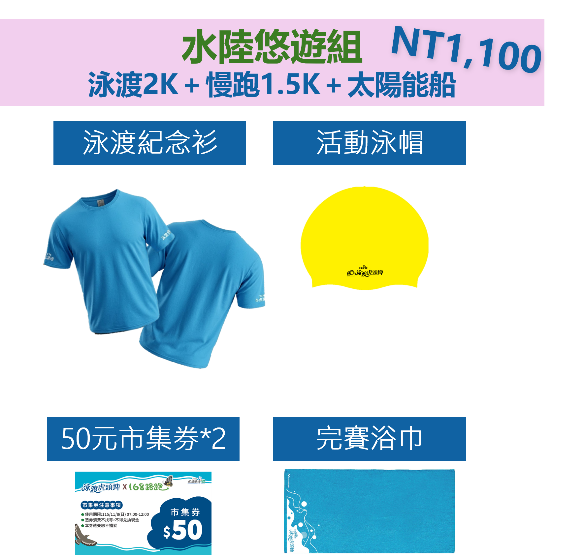 水陸悠遊組
NT1,100
泳渡2K+慢跑1.5K+太陽能船
泳渡紀念衫
活動泳帽
50元市集券*2
完賽浴巾
市集券
$50